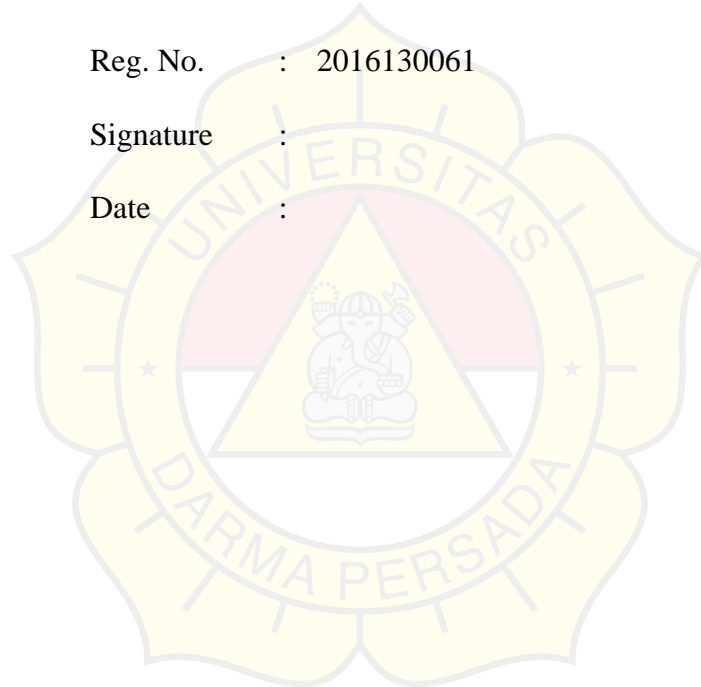 Reg. No. : 2016130061
Signature :
Date :
UNIVERSITAS
DARMA PERSADA